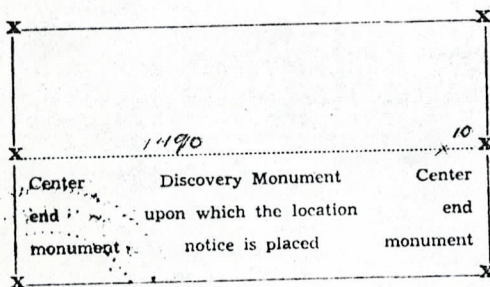 X X
1490 10
X X X
Center Discovery Monument Center
end upon which the location end
monument notice is placed monument
X X